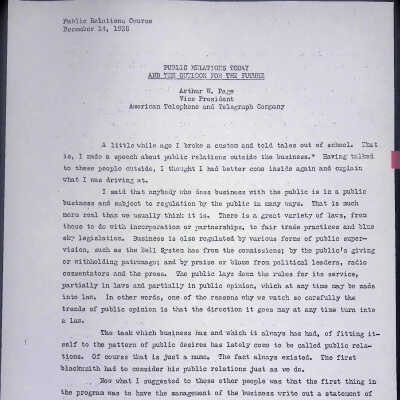 Public Relations Course
December 14, 1938
PUBLIC RELATIONS TODAY
AND THE OUTLOOK FOR THE FUTURE
Arthur W. Page
Vice President
American Telephone and Telegraph Company
A little while ago I broke a custom and told tales out of school. That
is, I made a speech about public relations outside the business.* Having talked
to these people outside, I thought I had better come inside again and explain
what I was driving at.
I said that anybody who does business with the public is in a public
business and subject to regulation by the public in many ways. That is much
more real than we usually think it is. There is a great variety of laws, from
those to do with incorporation or partnerships, to fair trade practices and blue
sky legislation. Business is also regulated by various forms of public super-
vision, such as the Bell System has from the commissions; by the public's giving
or withholding patronage; and by praise or blame from political leaders, radio
commentators and the press. The public lays down the rules for its service,
partially in laws and partially in public opinion, which at any time may be made
into law. In other words, one of the reasons why we watch so carefully the
trends of public opinion is that the direction it goes may at any time turn into
a law.
The task which business has and which it always has had, of fitting it-
self to the pattern of public desires has lately come to be called public rela-
tions. Of course that is just a name. The fact always existed. The first
blacksmith had to consider his public relations just as we do.
Now what I suggested to those other people was that the first thing in
the program was to have the management of the business write out a statement of